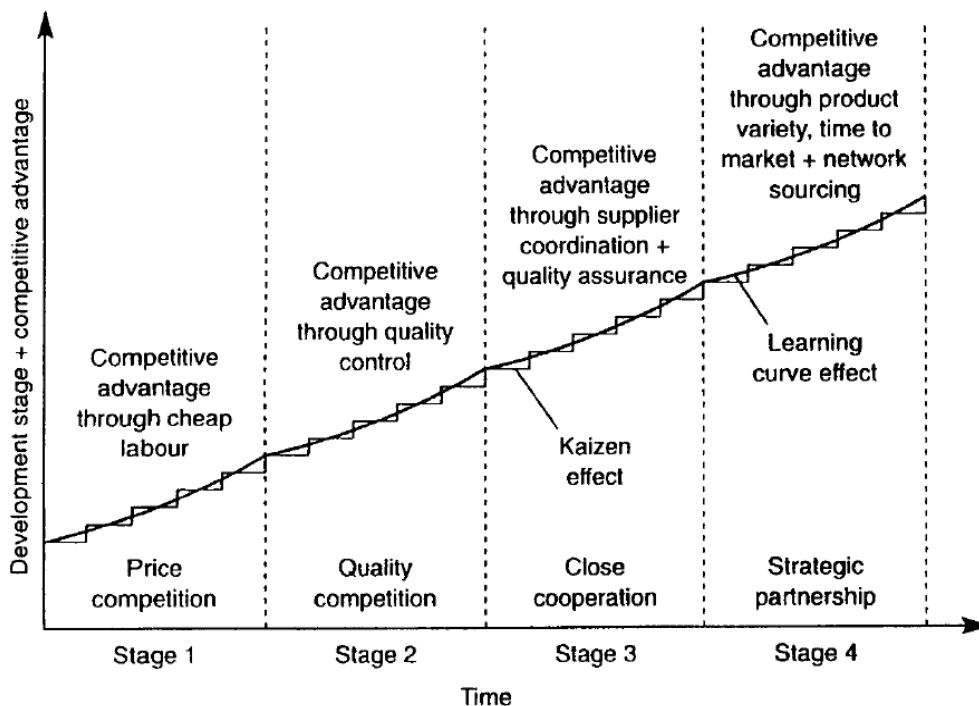 Development stage + competitive advantage
Competitive
advantage
through cheap
labour
Competitive
advantage
through quality
control
Competitive
advantage
through supplier
coordination +
quality assurance
Competitive
advantage
through product
variety, time to
market + network
sourcing
Kaizen
effect
Learning
curve effect
Price
competition
Quality
competition
Close
cooperation
Strategic
partnership
Stage 1
Stage 2
Stage 3
Stage 4
Time